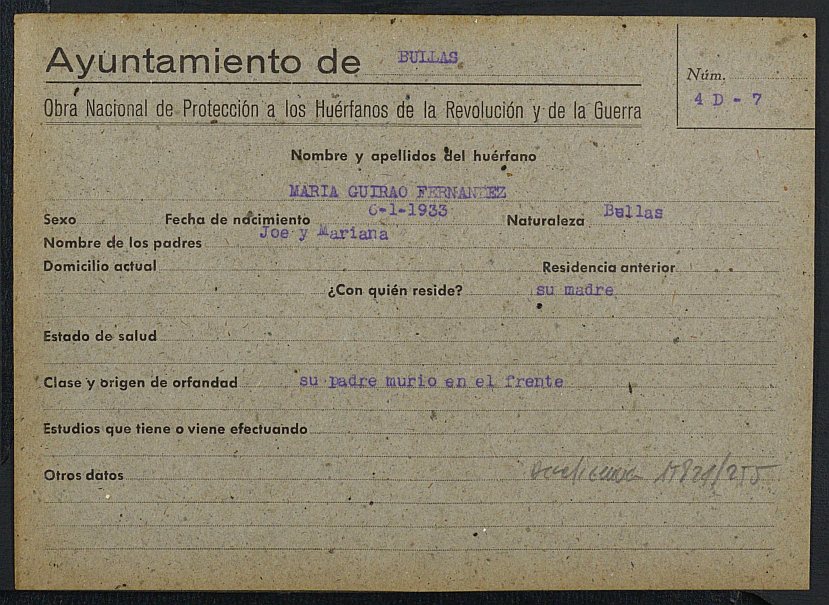 Ayuntamiento de BULLAS
Núm.
4 D - 7
Obra Nacional de Protección a los Huérfanos de la Revolución y de la Guerra
Nombre y apellidos del huérfano
MARIA GUIRAO FERNANDEZ
Sexo Fecha de nacimiento 6-1-1933 Naturaleza Bullas
Nombre de los padres Joe y Mariana
Domicilio actual Residencia anterior
¿Con quién reside? su madre
Estado de salud
Clase y origen de orfandad su padre murio en el frente
Estudios que tiene o viene efectuando
Otros datos